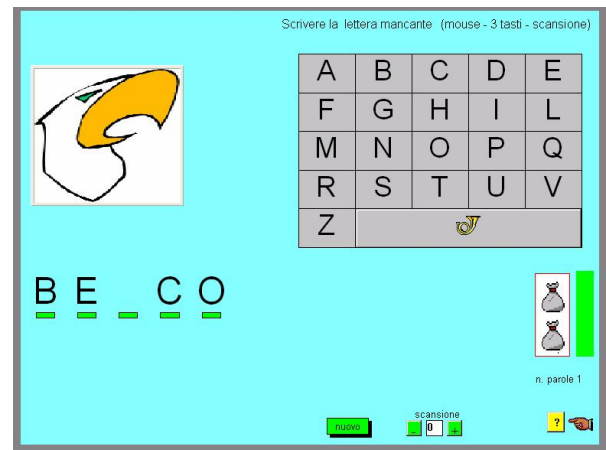 Scrivere la lettera mancante (mouse - 3 tasti - scansione)
A B C D E
F G H I L
M N O P Q
R S T U V
Z
B E _ C O
n. parole 1
scansione
nuovo - 0 + ?